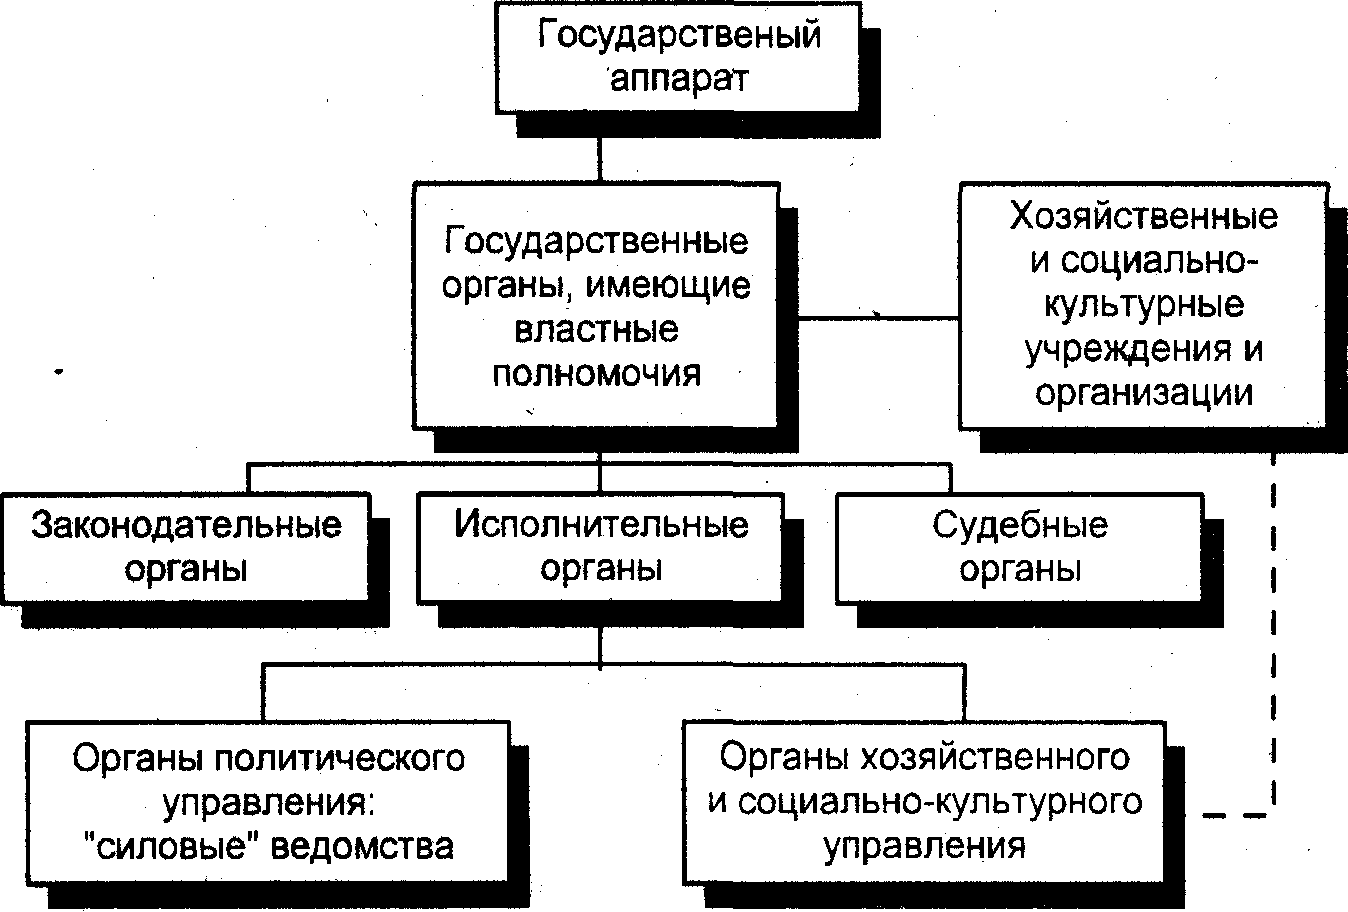 Государственый
аппарат
Государственные
органы, имеющие
властные
полномочия
Хозяйственные
и социально-
культурные
учреждения и
организации
Законодательные
органы
Исполнительные
органы
Судебные
органы
Органы политического
управления:
"силовые" ведомства
Органы хозяйственного
и социально-культурного
управления